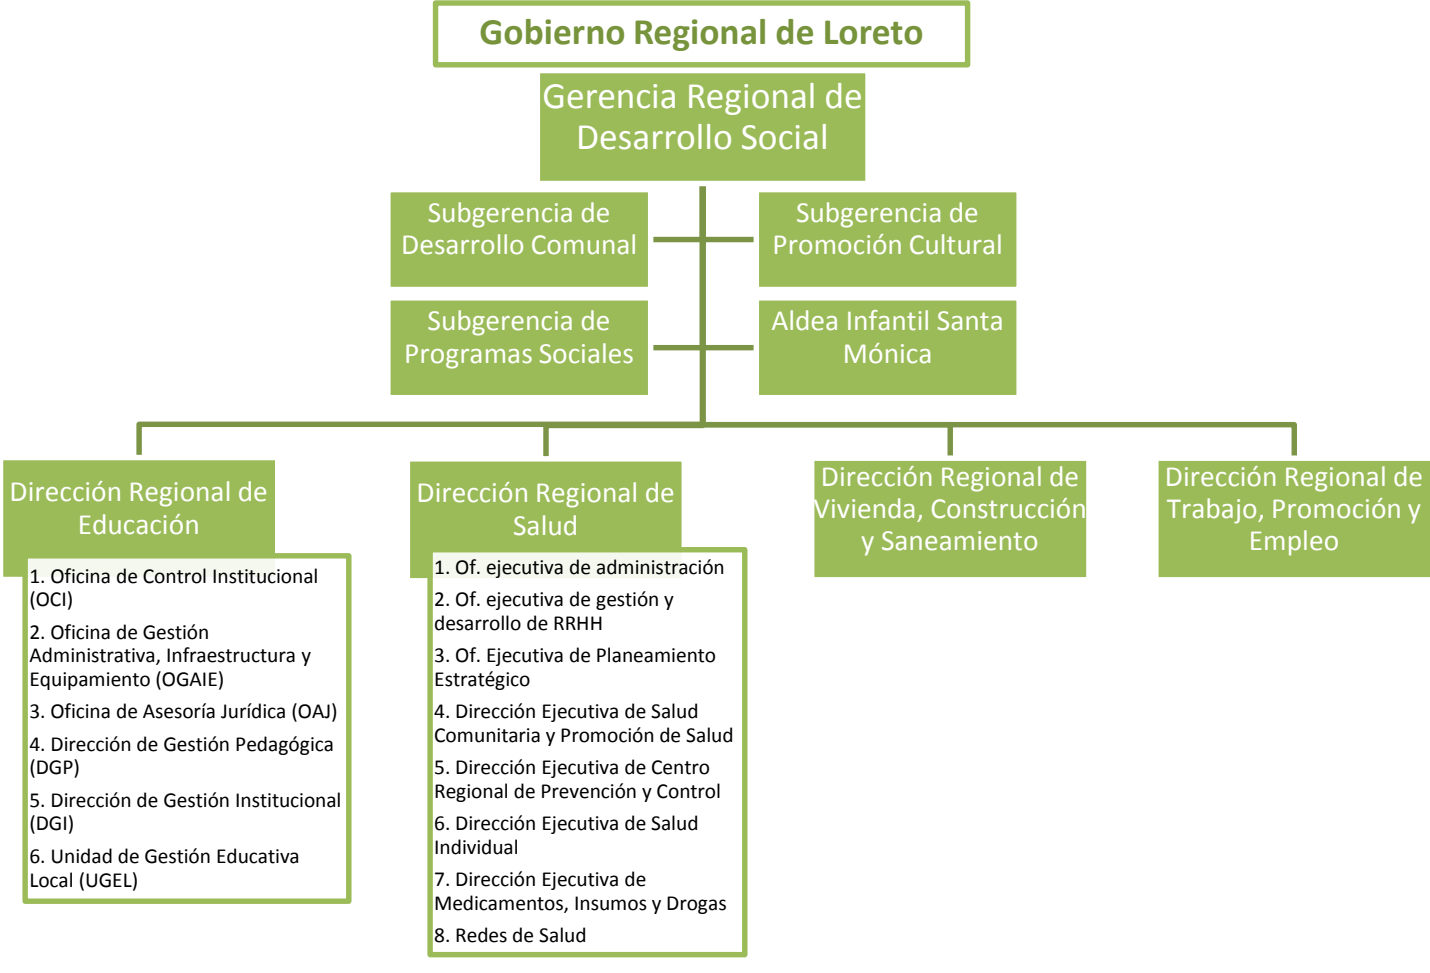 Gobierno Regional de Loreto
Gerencia Regional de
Desarrollo Social
Subgerencia de
Desarrollo Comunal
Subgerencia de
Promoción Cultural
Subgerencia de
Programas Sociales
Aldea Infantil Santa
Mónica
Dirección Regional de
Educación
1. Oficina de Control Institucional
(OCI)
2. Oficina de Gestión
Administrativa, Infraestructura y
Equipamiento (OGAIE)
3. Oficina de Asesoría Jurídica (OAJ)
4. Dirección de Gestión Pedagógica
(DGP)
5. Dirección de Gestión Institucional
(DGI)
6. Unidad de Gestión Educativa
Local (UGEL)
Dirección Regional de
Salud
1. Of. ejecutiva de administración
2. Of. ejecutiva de gestión y
desarrollo de RRHH
3. Of. Ejecutiva de Planeamiento
Estratégico
4. Dirección Ejecutiva de Salud
Comunitaria y Promoción de Salud
5. Dirección Ejecutiva de Centro
Regional de Prevención y Control
6. Dirección Ejecutiva de Salud
Individual
7. Dirección Ejecutiva de
Medicamentos, Insumos y Drogas
8. Redes de Salud
Dirección Regional de
Vivienda, Construcción
y Saneamiento
Dirección Regional de
Trabajo, Promoción y
Empleo